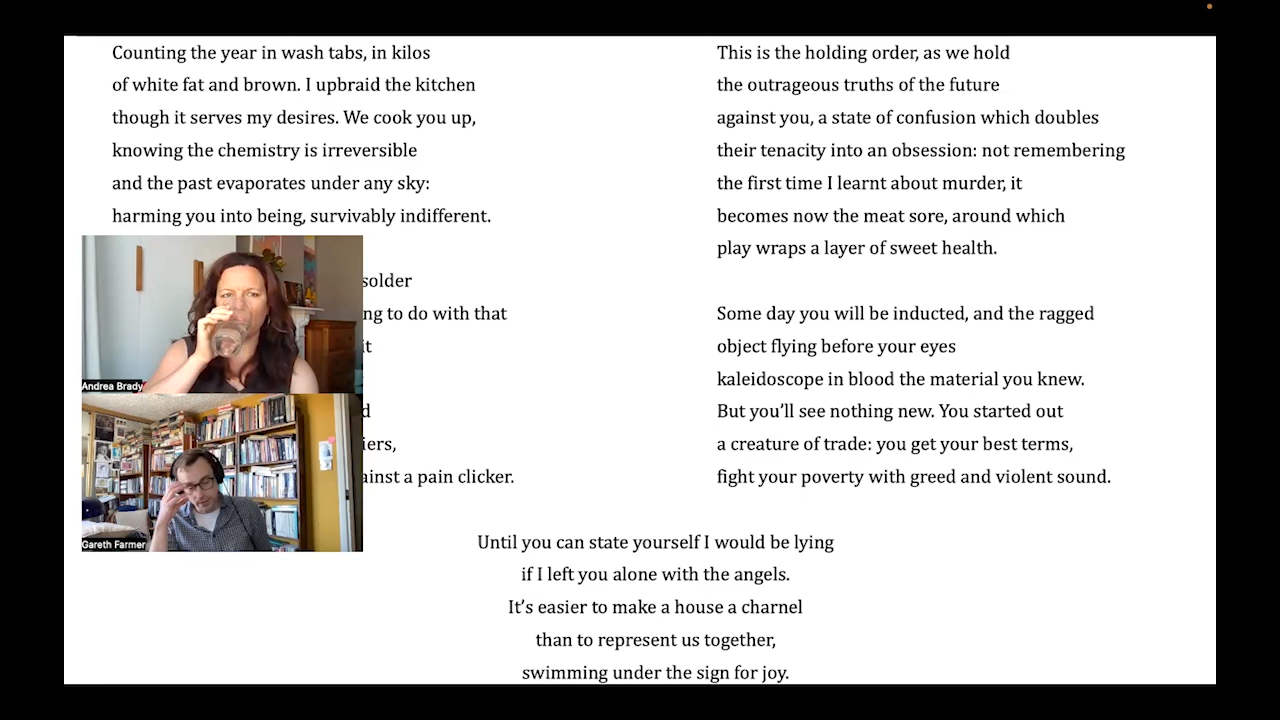 Counting the year in wash tabs, in kilos
of white fat and brown. I upbraid the kitchen
though it serves my desires. We cook you up,
knowing the chemistry is irreversible
and the past evaporates under any sky:
harming you into being, survivably indifferent.
solder
ng to do with that
it
d
iers,
ainst a pain clicker.
Andrea Brady
Gareth Farmer
This is the holding order, as we hold
the outrageous truths of the future
against you, a state of confusion which doubles
their tenacity into an obsession: not remembering
the first time I learnt about murder, it
becomes now the meat sore, around which
play wraps a layer of sweet health.
Some day you will be inducted, and the ragged
object flying before your eyes
kaleidoscope in blood the material you knew.
But you’ll see nothing new. You started out
a creature of trade: you get your best terms,
fight your poverty with greed and violent sound.
Until you can state yourself I would be lying
if I left you alone with the angels.
It’s easier to make a house a charnel
than to represent us together,
swimming under the sign for joy.